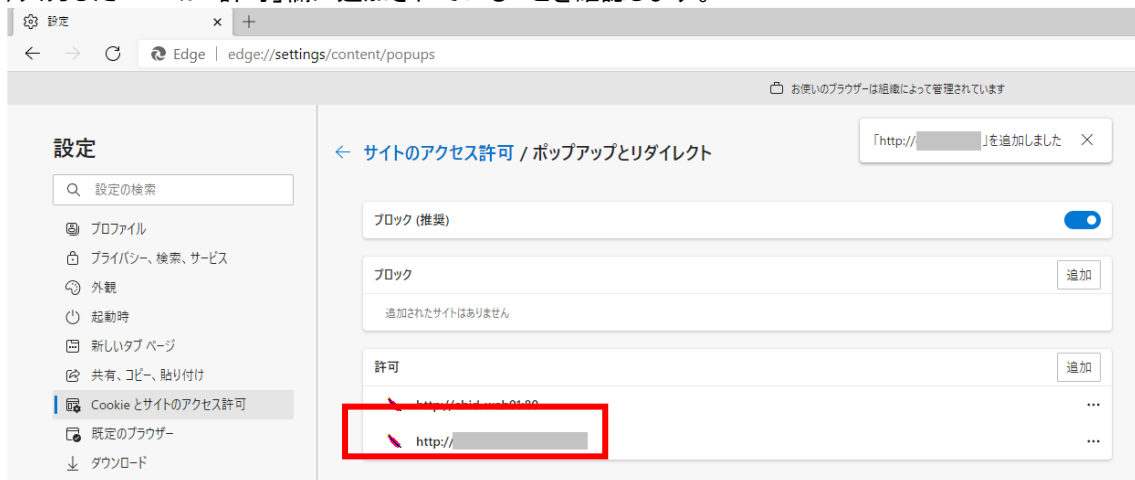 設定
Edge edge://settings/content/popups
お使いのブラウザーは組織によって管理されています
設定
設定の検索
プロファイル
プライバシー、検索、サービス
外観
起動時
新しいタブ ページ
共有、コピー、貼り付け
Cookie とサイトのアクセス許可
既定のブラウザー
ダウンロード
サイトのアクセス許可 / ポップアップとリダイレクト
「http:// 」を追加しました
ブロック (推奨)
ブロック
追加
追加されたサイトはありません
許可
追加
http://